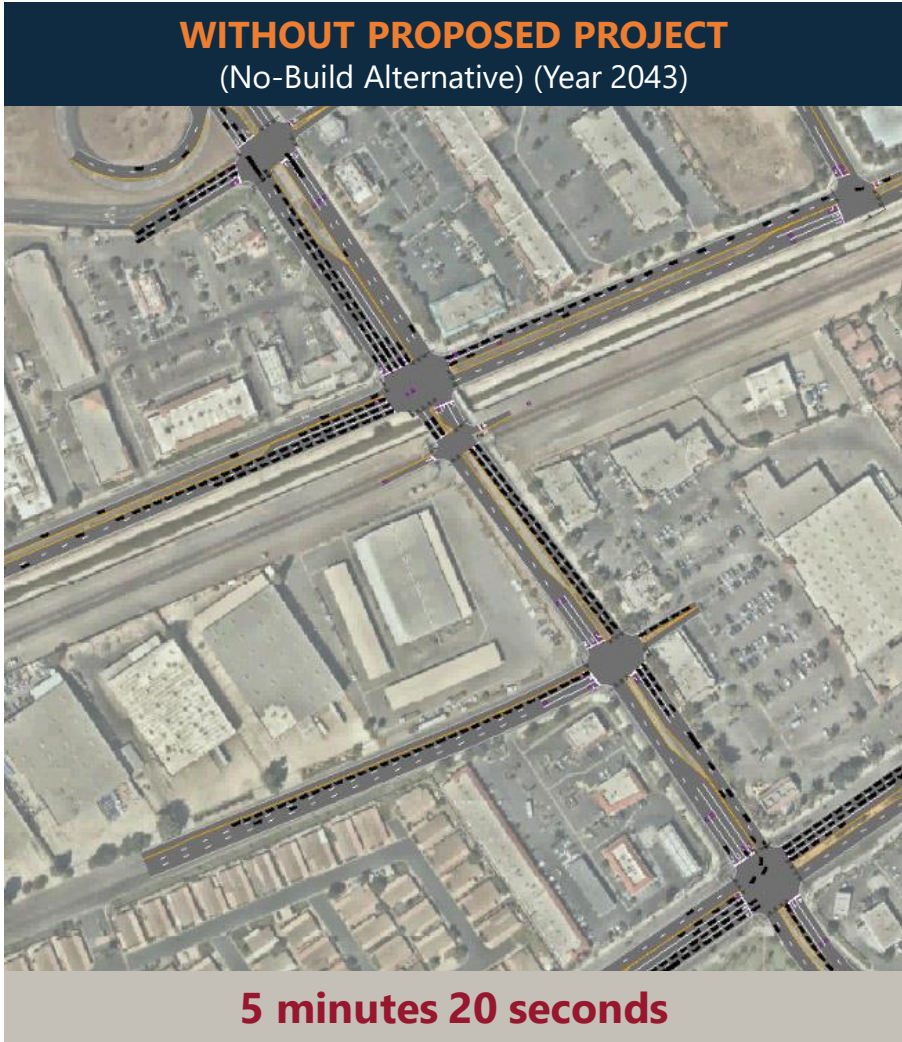 WITHOUT PROPOSED PROJECT
(No-Build Alternative) (Year 2043)
5 minutes 20 seconds